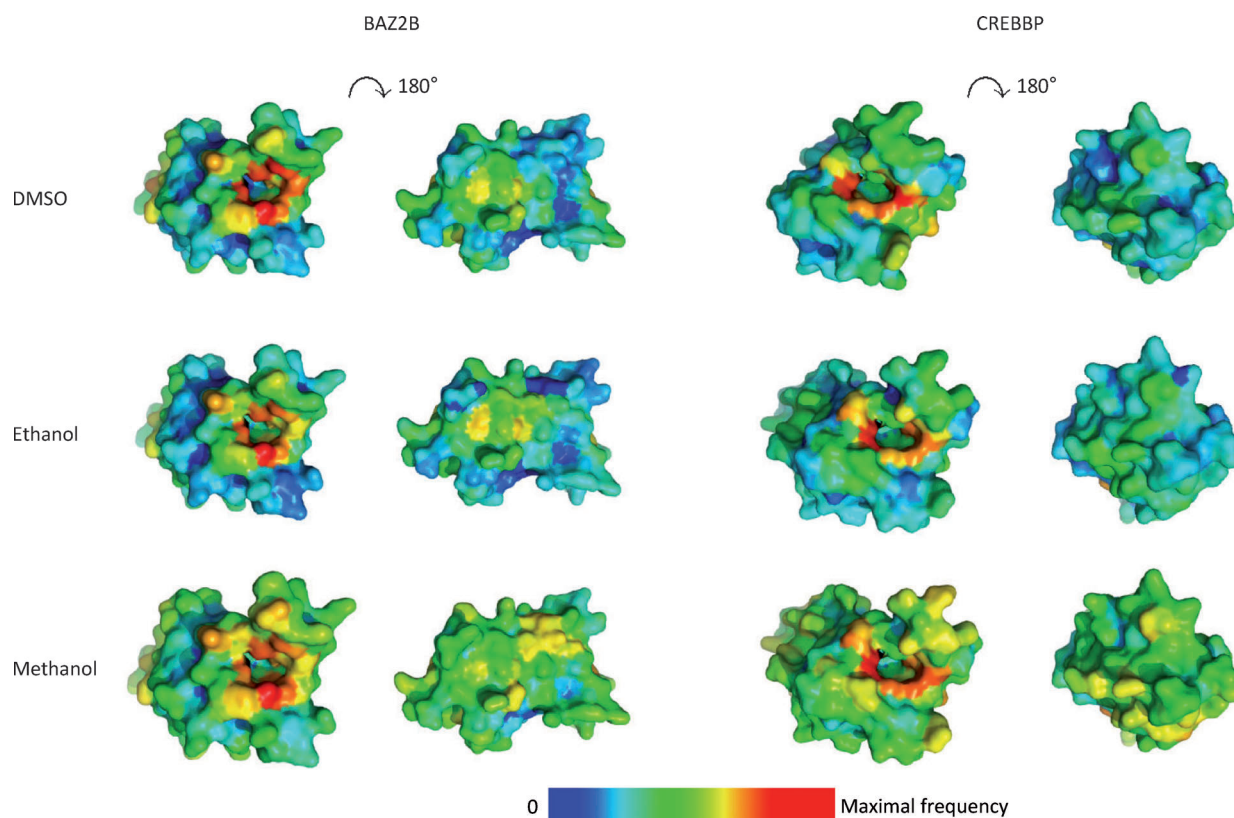 BAZ2B CREBBP
180° 180°
DMSO
Ethanol
Methanol
0 Maximal frequency